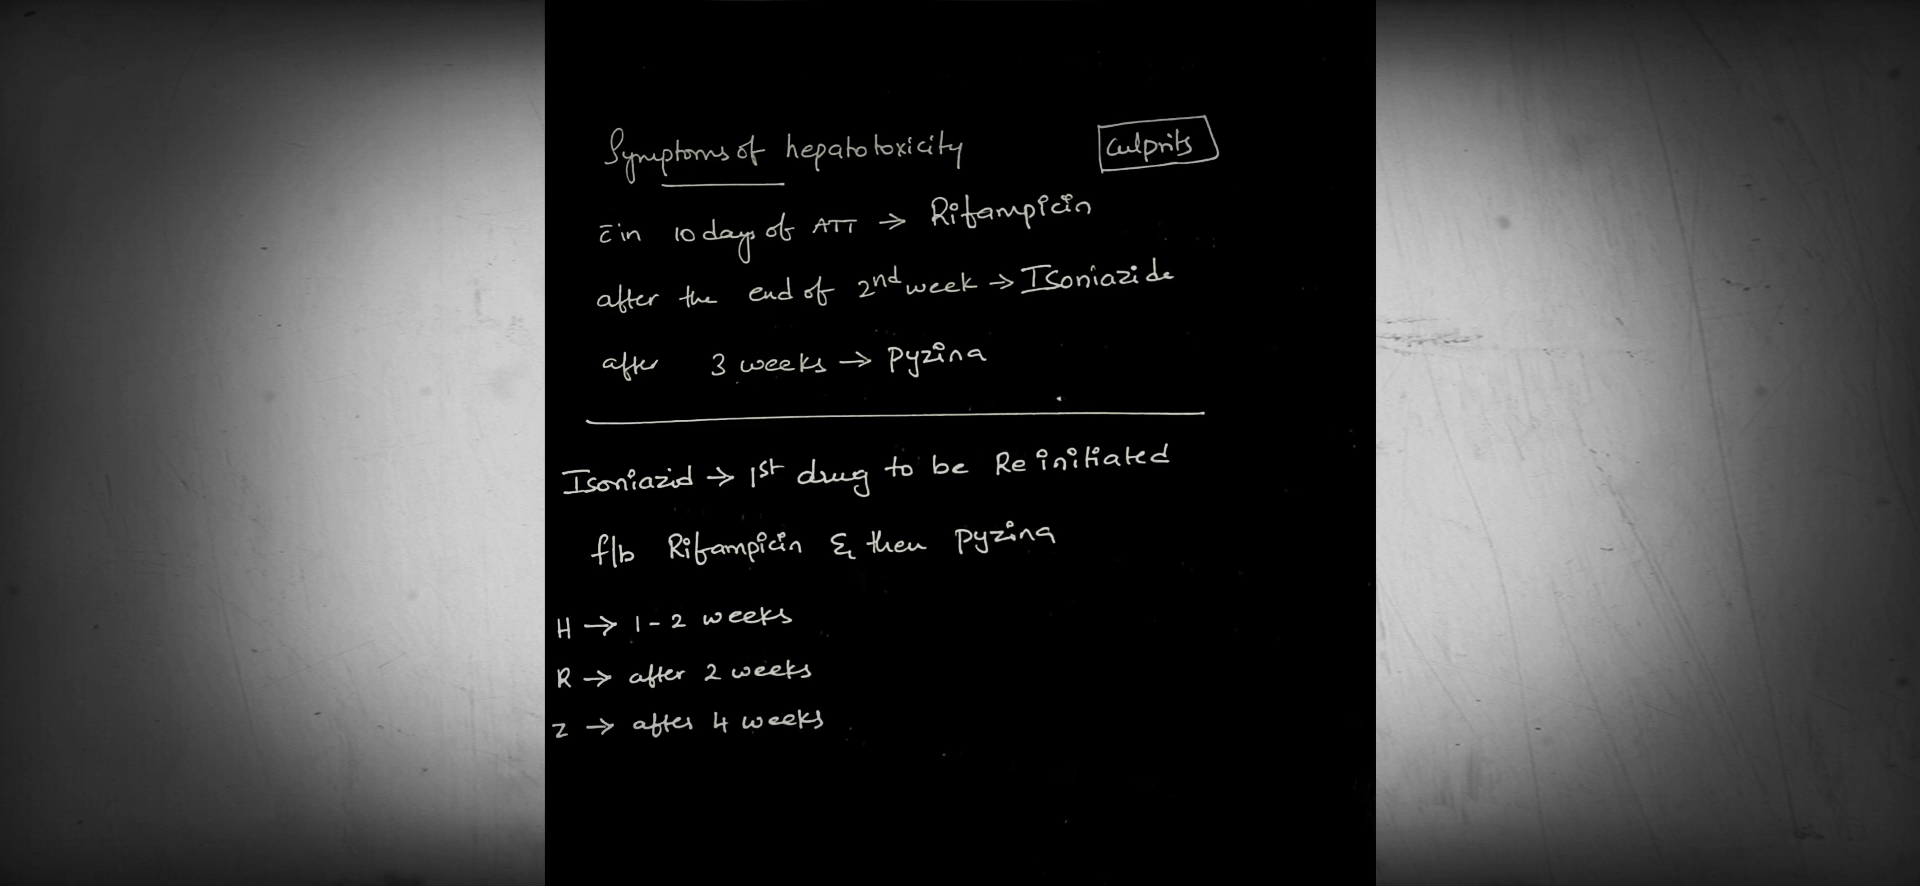 Symptoms of hepatotoxicity
Culprits
c̄in 10 days of ATT → Rifampicin
after the end of 2nd week → Isoniazide
after 3 weeks → Pyzina
Isoniazid → 1st drug to be Reinitiated
f/b Rifampicin & then Pyzina
H → 1-2 weeks
R → after 2 weeks
Z → after 4 weeks